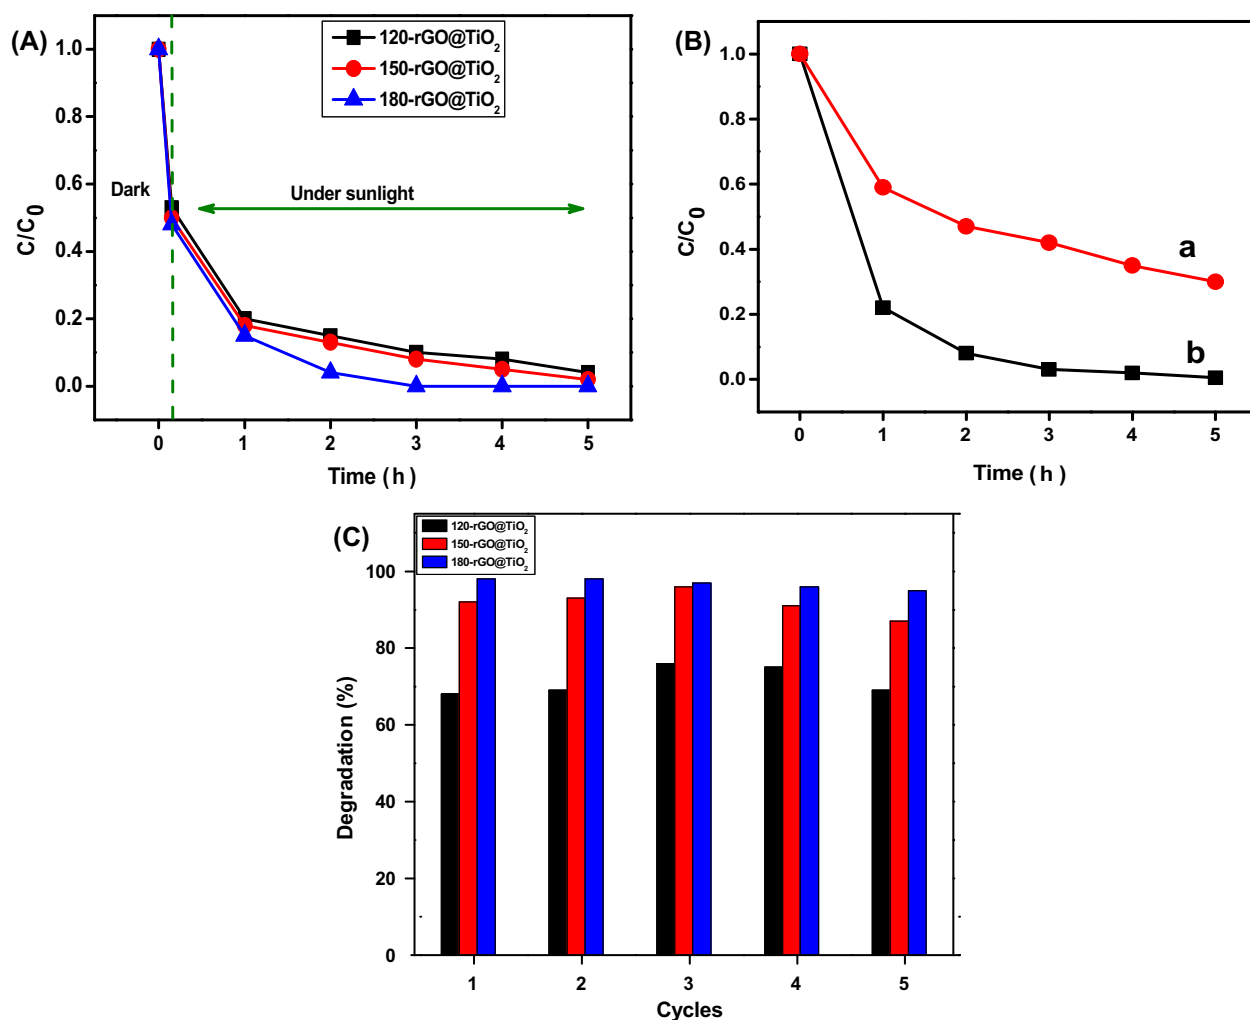 (A)
120-rGO@TiO₂
150-rGO@TiO₂
180-rGO@TiO₂
1.0
0.8
0.6
0.4
0.2
0.0
C/C₀
Dark
Under sunlight
0 1 2 3 4 5
Time (h)
(B)
1.0
0.8
0.6
0.4
0.2
0.0
C/C₀
a
b
0 1 2 3 4 5
Time (h)
(C)
120-rGO@TiO₂
150-rGO@TiO₂
180-rGO@TiO₂
100
80
60
40
20
0
Degradation (%)
1 2 3 4 5
Cycles